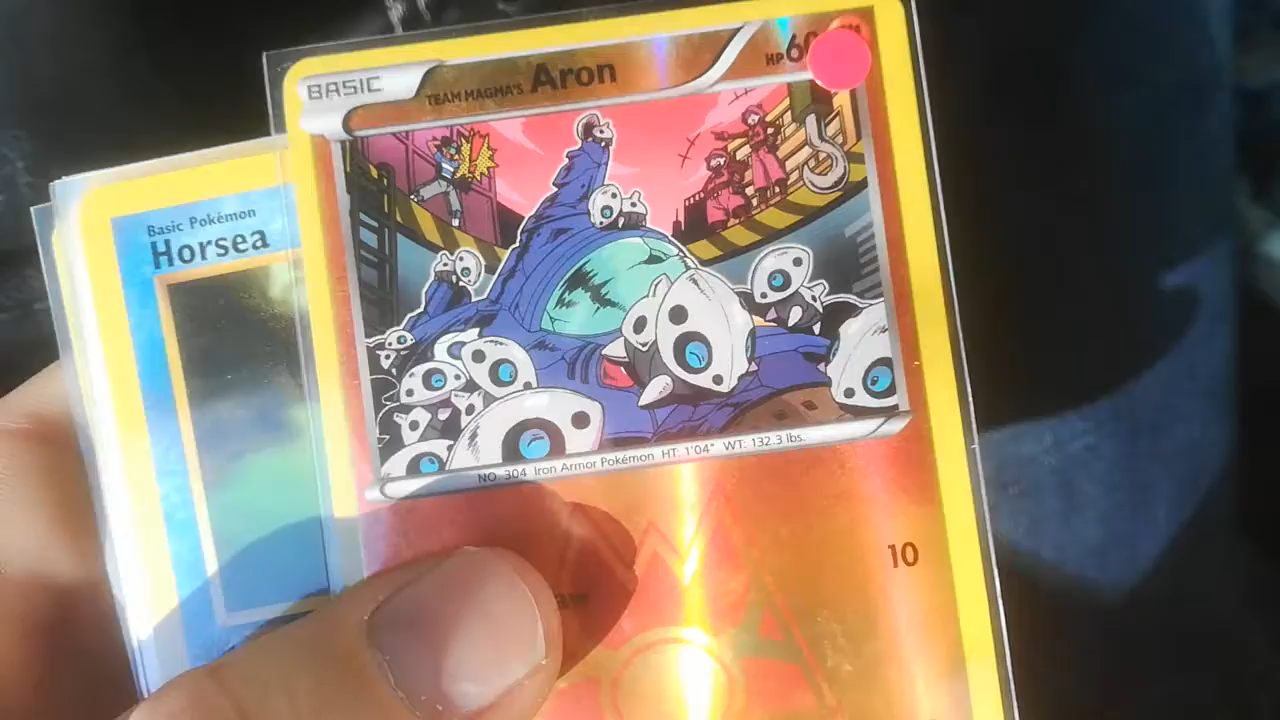 BASIC
TEAM MAGMA'S Aron
HP 60
NO. 304 Iron Armor Pokémon HT: 1'04" WT: 132.3 lbs.
10
Basic Pokémon
Horsea